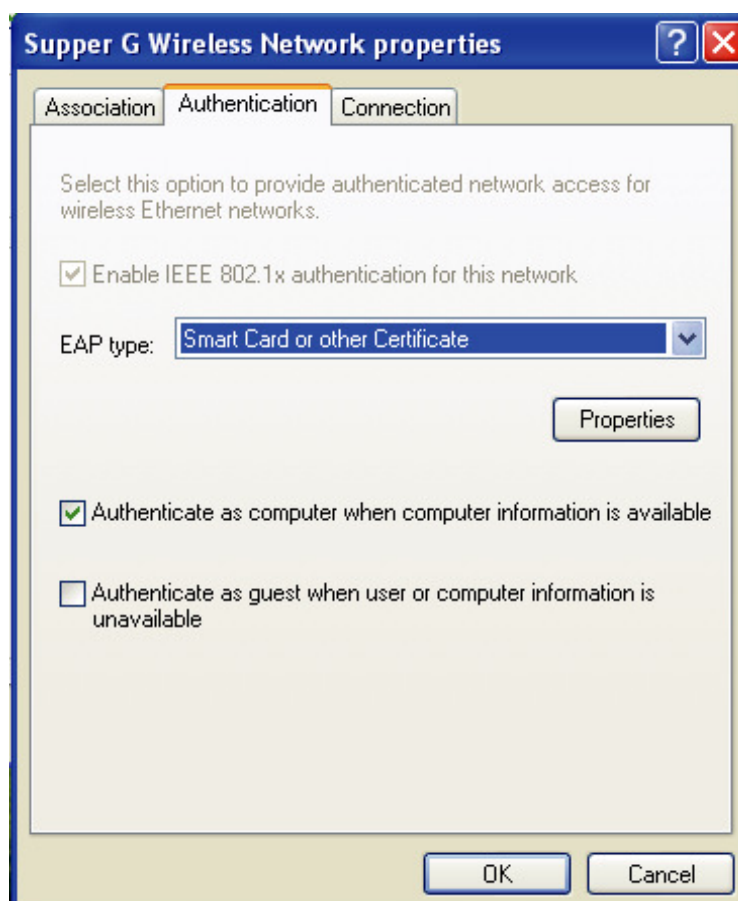 Supper G Wireless Network properties
Association Authentication Connection
Select this option to provide authenticated network access for
wireless Ethernet networks.
Enable IEEE 802.1x authentication for this network
EAP type: Smart Card or other Certificate
Properties
Authenticate as computer when computer information is available
Authenticate as guest when user or computer information is
unavailable
OK Cancel